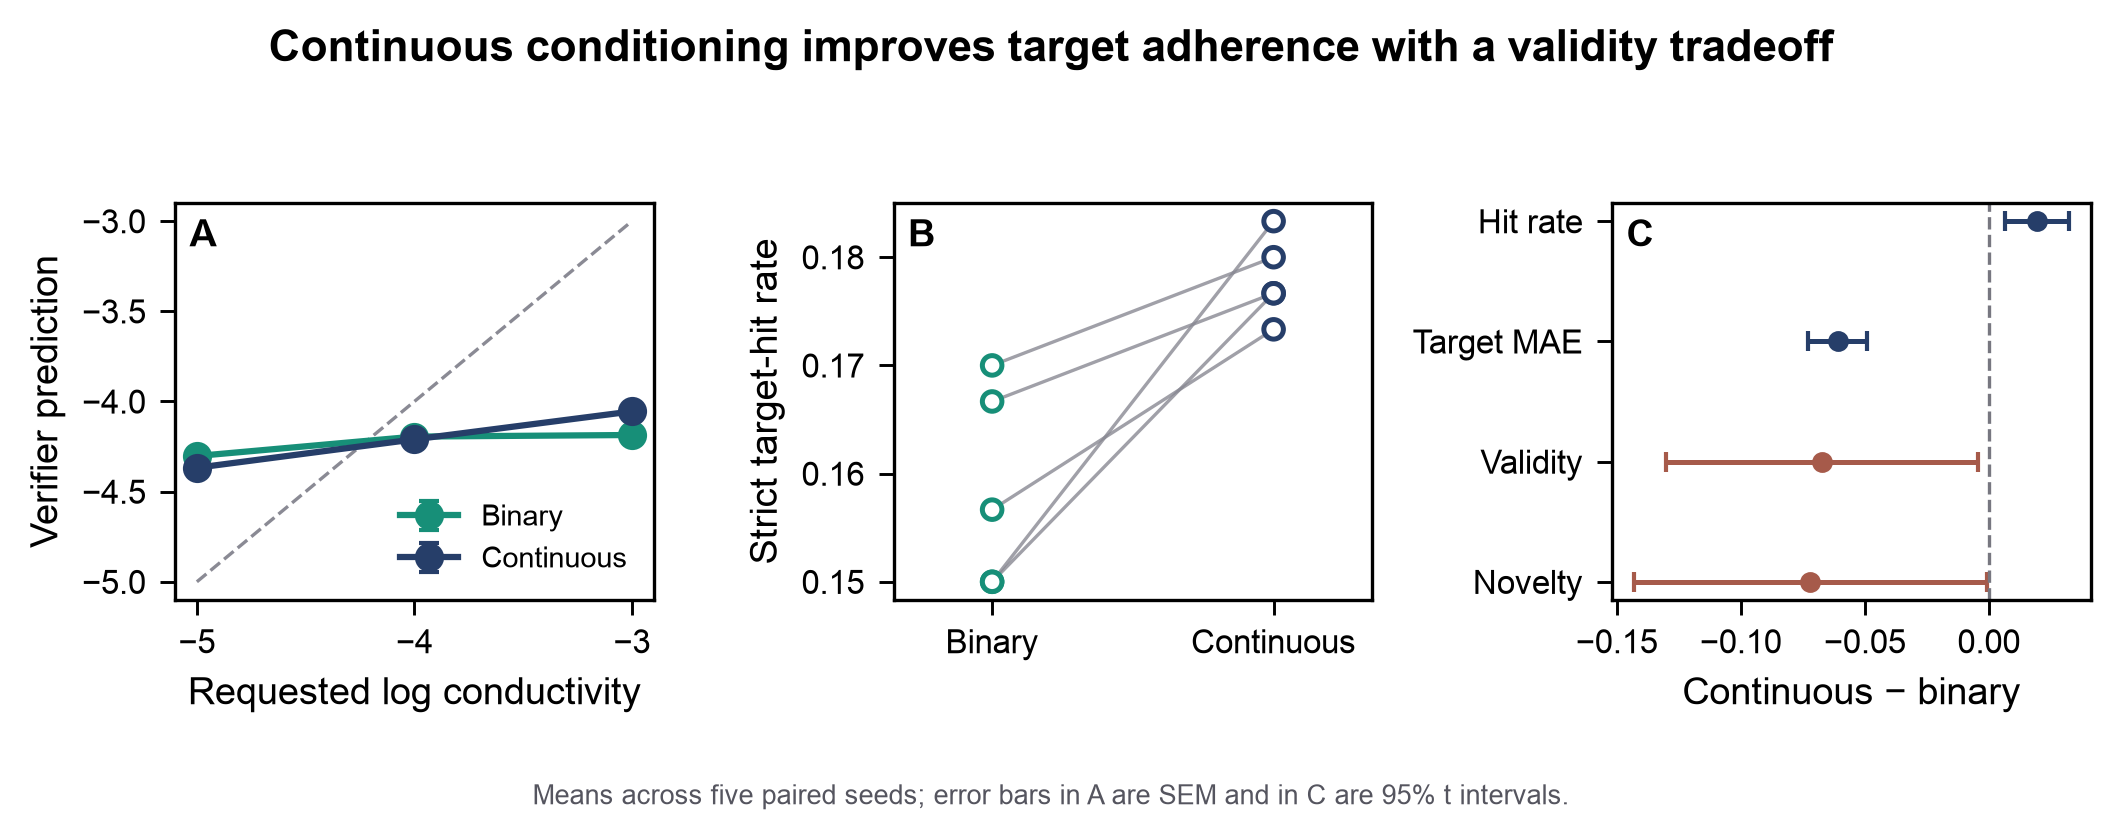 Continuous conditioning improves target adherence with a validity tradeoff
A
Verifier prediction
−3.0
−3.5
−4.0
−4.5
−5.0
Binary
Continuous
−5
−4
−3
Requested log conductivity
B
Strict target-hit rate
0.18
0.17
0.16
0.15
Binary
Continuous
C
Hit rate
Target MAE
Validity
Novelty
−0.15
−0.10
−0.05
0.00
Continuous − binary
Means across five paired seeds; error bars in A are SEM and in C are 95% t intervals.